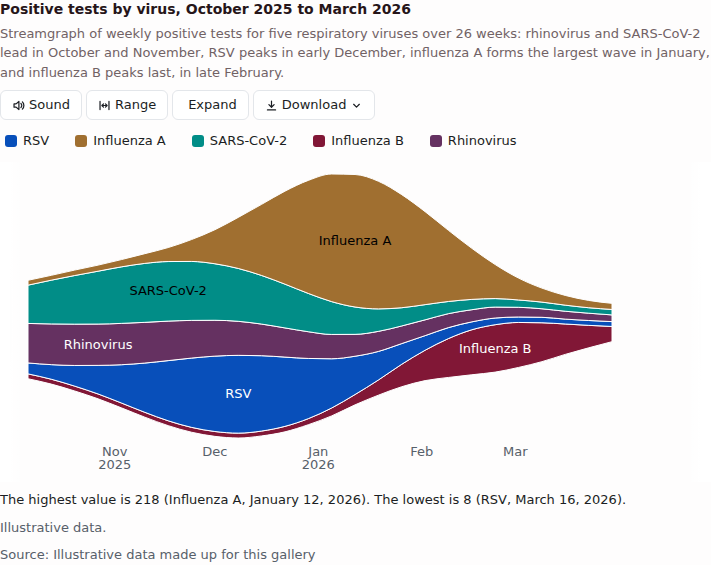 Positive tests by virus, October 2025 to March 2026
Streamgraph of weekly positive tests for five respiratory viruses over 26 weeks: rhinovirus and SARS-CoV-2
lead in October and November, RSV peaks in early December, influenza A forms the largest wave in January,
and influenza B peaks last, in late February.
Sound Range Expand Download
RSV Influenza A SARS-CoV-2 Influenza B Rhinovirus
Influenza A
SARS-CoV-2
Rhinovirus
Influenza B
RSV
Nov Dec Jan Feb Mar
2025 2026
The highest value is 218 (Influenza A, January 12, 2026). The lowest is 8 (RSV, March 16, 2026).
Illustrative data.
Source: Illustrative data made up for this gallery